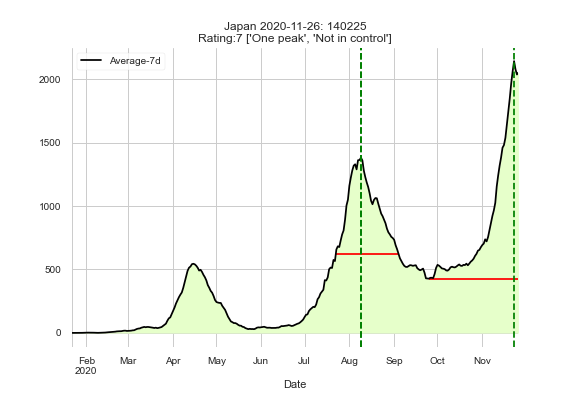 Japan 2020-11-26: 140225
Rating:7 ['One peak', 'Not in control']
Average-7d
2000
1500
1000
500
0
Feb Mar Apr May Jun Jul Aug Sep Oct Nov
2020
Date